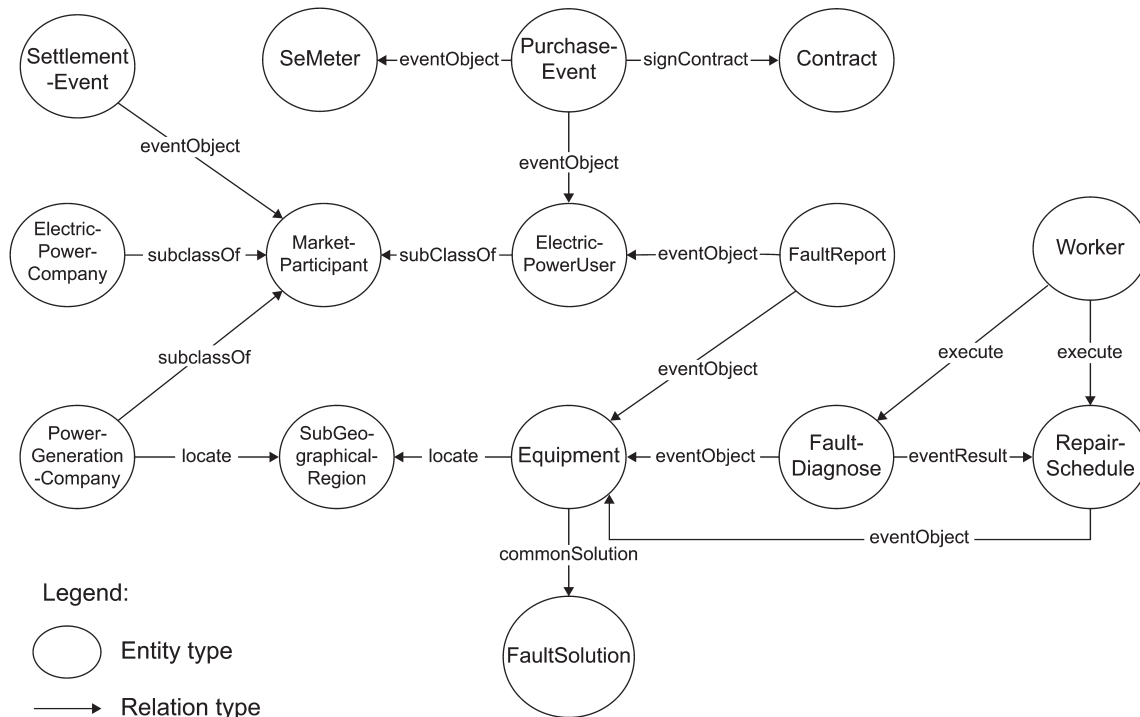 Settlement
-Event
SeMeter
eventObject
Purchase-
Event
signContract
Contract
eventObject
eventObject
Electric-
Power-
Company
subclassOf
Market-
Participant
subClassOf
Electric-
PowerUser
eventObject
FaultReport
Worker
subclassOf
eventObject
execute
execute
Power-
Generation
-Company
locate
SubGeo-
graphical-
Region
locate
Equipment
eventObject
Fault-
Diagnose
eventResult
Repair-
Schedule
eventObject
commonSolution
FaultSolution
Legend:
Entity type
Relation type